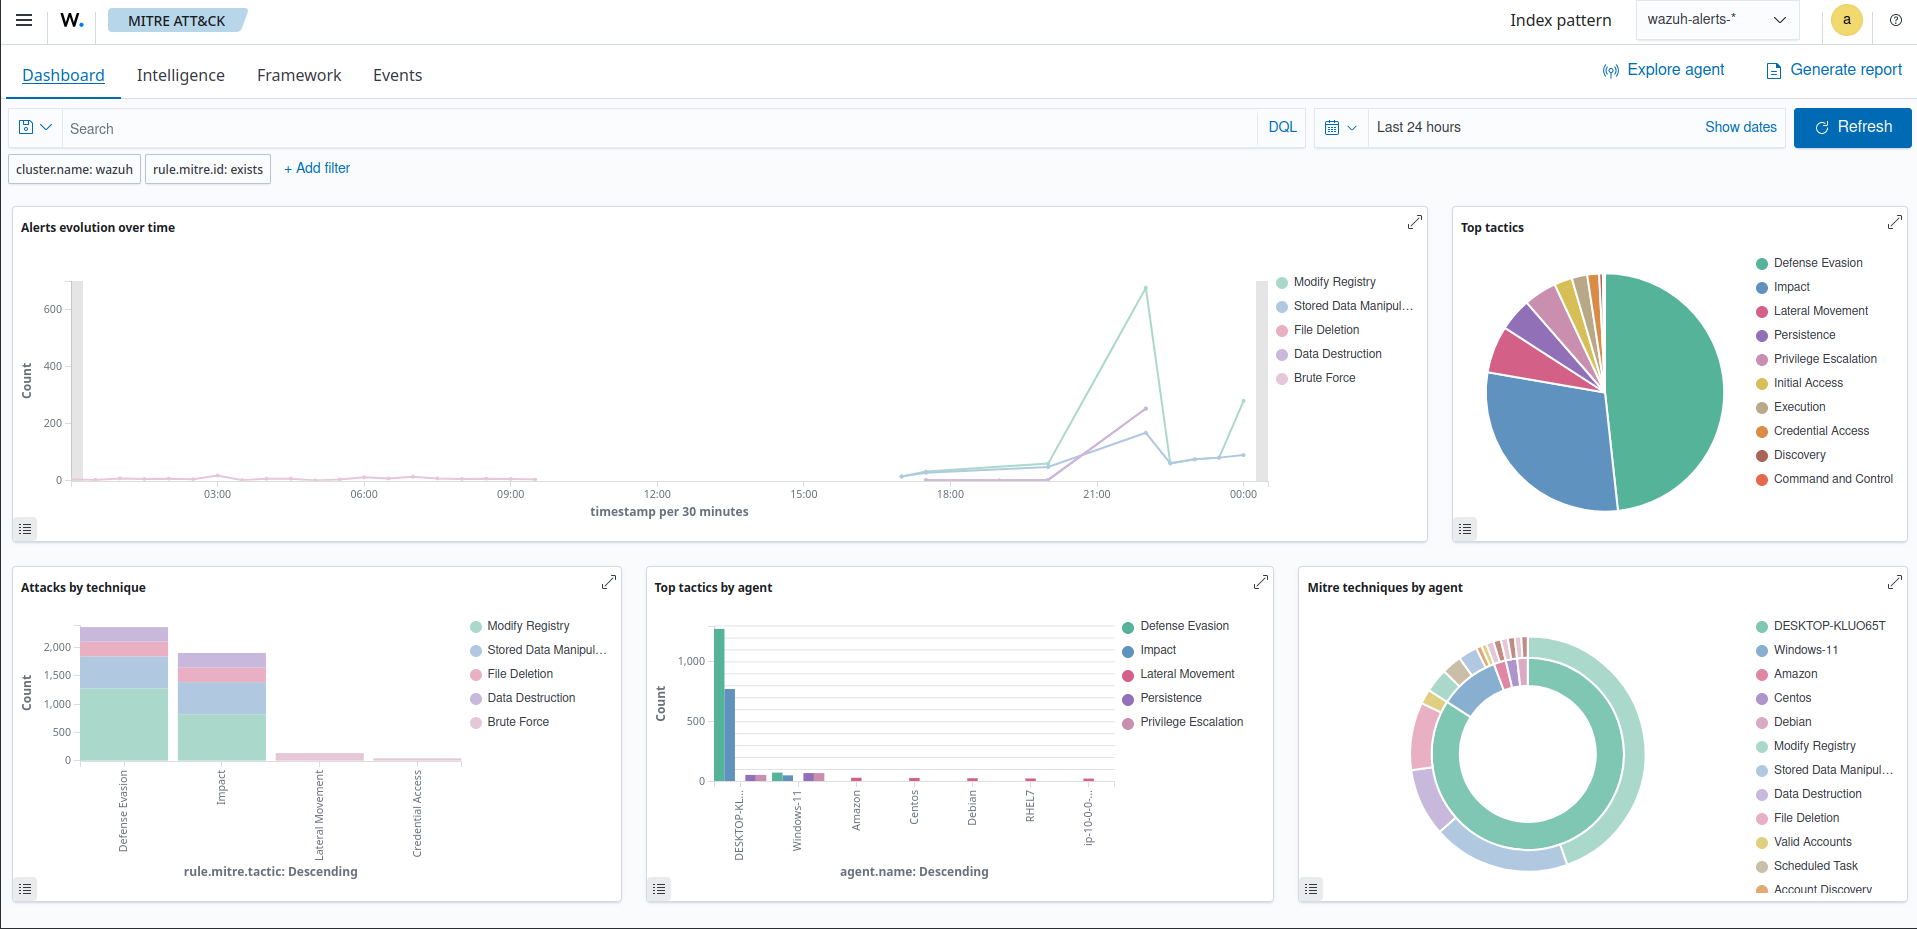 W.
MITRE ATT&CK
Index pattern
wazuh-alerts-*
a
Dashboard
Intelligence
Framework
Events
Explore agent
Generate report
Search
DQL
Last 24 hours
Show dates
Refresh
cluster.name: wazuh
rule.mitre.id: exists
+ Add filter
Alerts evolution over time
Count
600
400
200
0
03:00
06:00
09:00
12:00
15:00
18:00
21:00
00:00
timestamp per 30 minutes
Modify Registry
Stored Data Manipul...
File Deletion
Data Destruction
Brute Force
Top tactics
Defense Evasion
Impact
Lateral Movement
Persistence
Privilege Escalation
Initial Access
Execution
Credential Access
Discovery
Command and Control
Attacks by technique
Count
2,000
1,500
1,000
500
0
Defense Evasion
Impact
Lateral Movement
Credential Access
rule.mitre.tactic: Descending
Modify Registry
Stored Data Manipul...
File Deletion
Data Destruction
Brute Force
Top tactics by agent
Count
1,000
500
0
DESKTOP-KL...
Windows-11
Amazon
Centos
Debian
RHEL7
ip-10-0-0-...
agent.name: Descending
Defense Evasion
Impact
Lateral Movement
Persistence
Privilege Escalation
Mitre techniques by agent
DESKTOP-KLUO65T
Windows-11
Amazon
Centos
Debian
Modify Registry
Stored Data Manipul...
Data Destruction
File Deletion
Valid Accounts
Scheduled Task
Account Discovery